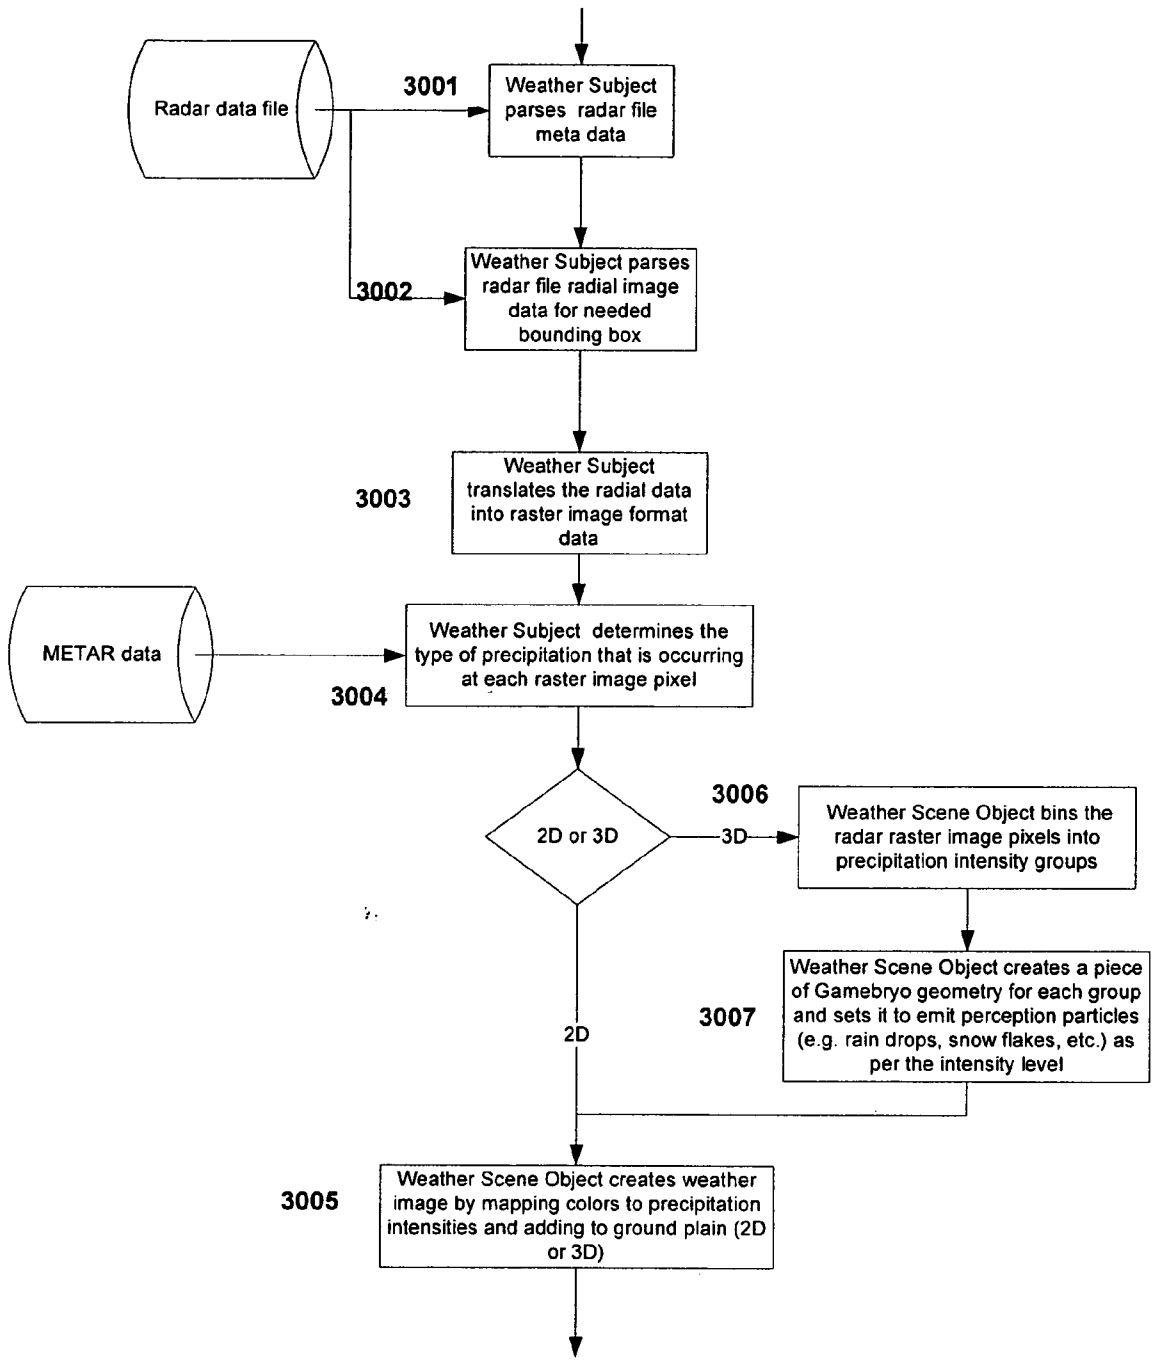 3001
Weather Subject
parses radar file
meta data
Radar data file
3002
Weather Subject parses
radar file radial image
data for needed
bounding box
3003
Weather Subject
translates the radial data
into raster image format
data
METAR data
3004
Weather Subject determines the
type of precipitation that is occurring
at each raster image pixel
2D or 3D
3D
3006
Weather Scene Object bins the
radar raster image pixels into
precipitation intensity groups
3007
Weather Scene Object creates a piece
of Gamebryo geometry for each group
and sets it to emit perception particles
(e.g. rain drops, snow flakes, etc.) as
per the intensity level
2D
3005
Weather Scene Object creates weather
image by mapping colors to precipitation
intensities and adding to ground plain (2D
or 3D)